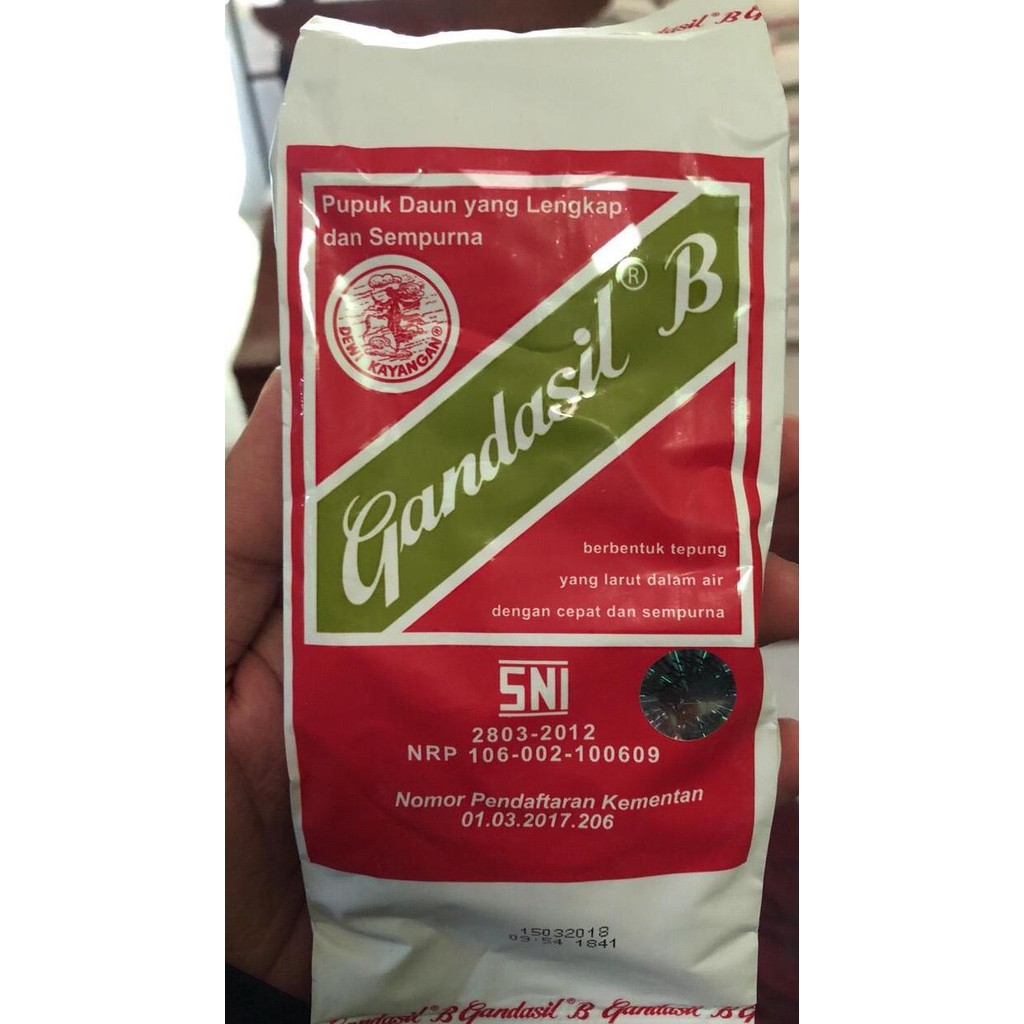 Gandasil® B G
Pupuk Daun yang Lengkap
dan Sempurna
DEWI KAYANGAN®
Gandasil® B
berbentuk tepung
yang larut dalam air
dengan cepat dan sempurna
SNI
2803-2012
NRP 106-002-100609
Nomor Pendaftaran Kementan
01.03.2017.206
15032018
09:54 1841
Gandasil® B Gandasil® B Gandasil® B G